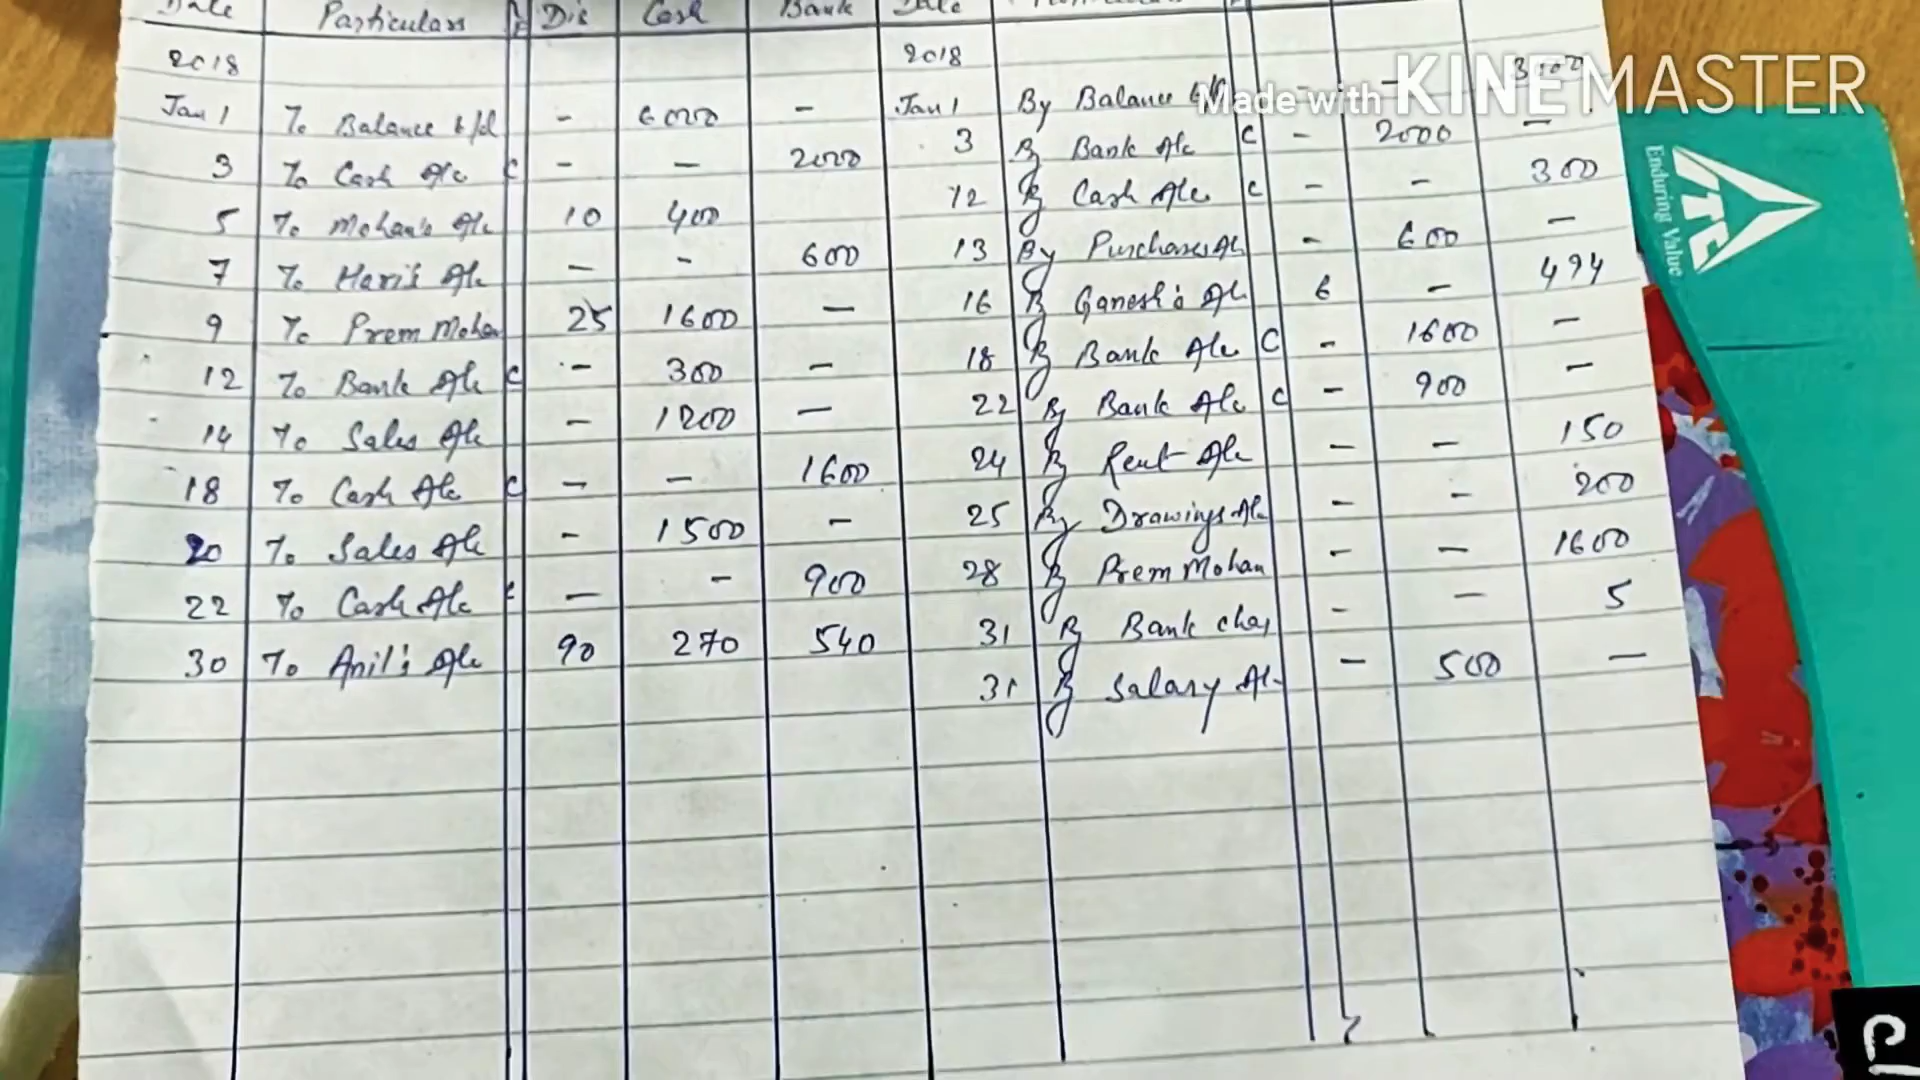 Date Particulars Dis Cash Bank Date
2018 2018
Jan 1 To Balance b/d - 6000 - Jan 1 By Balance b/d - - 3000
3 To Cash A/c C - - 2000 3 By Bank A/c C - 2000 -
5 To Mohan's A/c 10 400 12 By Cash A/c C - - 300
7 To Hari's A/c - - 600 13 By Purchases A/c - 600 -
9 To Prem Mohan 25 1600 - 16 By Ganesh's A/c 6 - 494
12 To Bank A/c C - 300 - 18 By Bank A/c C - 1600 -
14 To Sales A/c - 1200 - 22 By Bank A/c C - 900 -
18 To Cash A/c C - - 1600 24 By Rent A/c - - 150
20 To Sales A/c - 1500 - 25 By Drawings A/c - - 200
22 To Cash A/c C - - 900 28 By Prem Mohan - - 1600
30 To Anil's A/c 90 270 540 31 By Bank char - - 5
31 By Salary A/c - 500 -
Made with KINEMASTER
ITC
Enduring Value